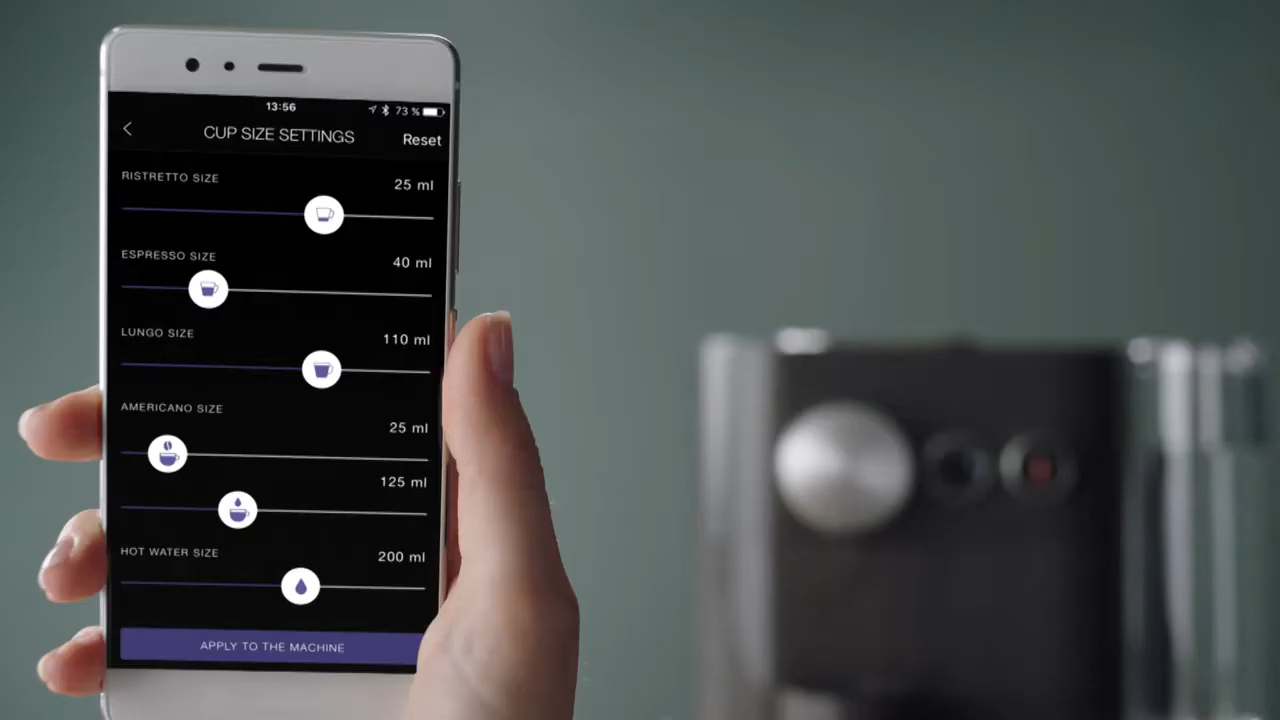 13:56
73 %
CUP SIZE SETTINGS
Reset
RISTRETTO SIZE
25 ml
ESPRESSO SIZE
40 ml
LUNGO SIZE
110 ml
AMERICANO SIZE
25 ml
125 ml
HOT WATER SIZE
200 ml
APPLY TO THE MACHINE